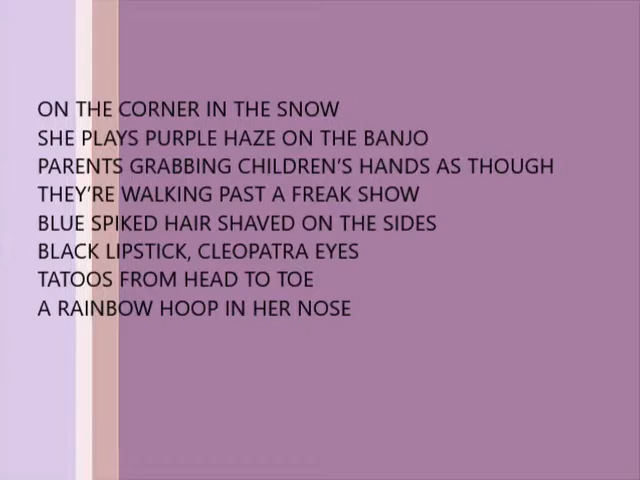 ON THE CORNER IN THE SNOW
SHE PLAYS PURPLE HAZE ON THE BANJO
PARENTS GRABBING CHILDREN’S HANDS AS THOUGH
THEY’RE WALKING PAST A FREAK SHOW
BLUE SPIKED HAIR SHAVED ON THE SIDES
BLACK LIPSTICK, CLEOPATRA EYES
TATOOS FROM HEAD TO TOE
A RAINBOW HOOP IN HER NOSE